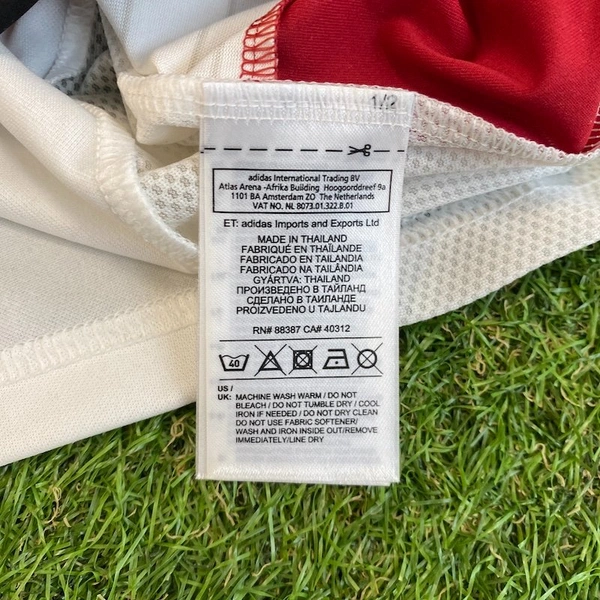 1/2
adidas International Trading BV
Atlas Arena -Afrika Building Hoogoorddreef 9a
1101 BA Amsterdam ZO The Netherlands
VAT NO. NL 8073.01.322.B.01
ET: adidas Imports and Exports Ltd
MADE IN THAILAND
FABRIQUÉ EN THAÏLANDE
FABRICADO EN TAILANDIA
FABRICADO NA TAILÂNDIA
GYÁRTVA: THAILAND
ПРОИЗВЕДЕНО В ТАЙЛАНД
СДЕЛАНО В ТАИЛАНДЕ
PROIZVEDENO U TAJLANDU
RN# 88387 CA# 40312
40
US /
UK: MACHINE WASH WARM / DO NOT
BLEACH / DO NOT TUMBLE DRY / COOL
IRON IF NEEDED / DO NOT DRY CLEAN
DO NOT USE FABRIC SOFTENER/
WASH AND IRON INSIDE OUT/REMOVE
IMMEDIATELY/LINE DRY